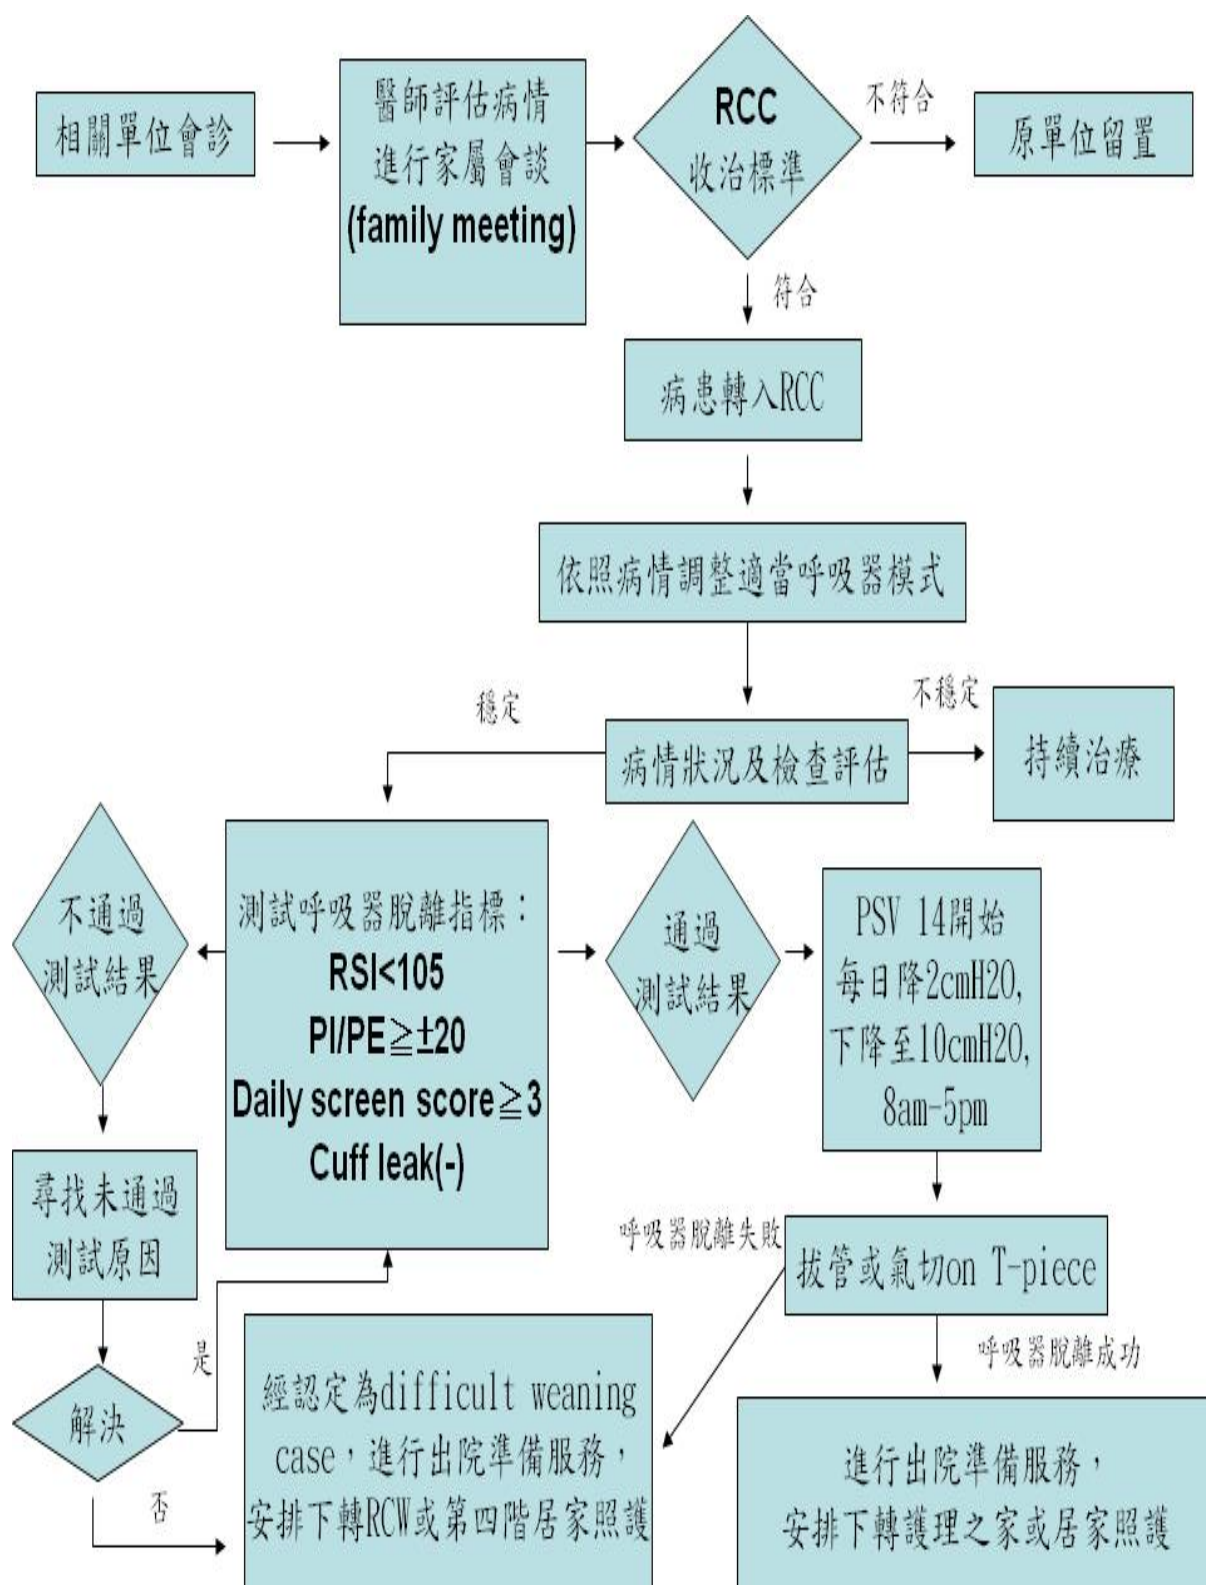 相關單位會診
醫師評估病情
進行家屬會談
(family meeting)
RCC
收治標準
不符合
原單位留置
符合
病患轉入RCC
依照病情調整適當呼吸器模式
穩定
病情狀況及檢查評估
不穩定
持續治療
不通過
測試結果
測試呼吸器脫離指標：
RSI<105
PI/PE≧±20
Daily screen score≧3
Cuff leak(-)
通過
測試結果
PSV 14開始
每日降2cmH2O,
下降至10cmH2O,
8am-5pm
尋找未通過
測試原因
呼吸器脫離失敗
拔管或氣切on T-piece
呼吸器脫離成功
解決
是
否
經認定為difficult weaning
case，進行出院準備服務，
安排下轉RCW或第四階居家照護
進行出院準備服務，
安排下轉護理之家或居家照護